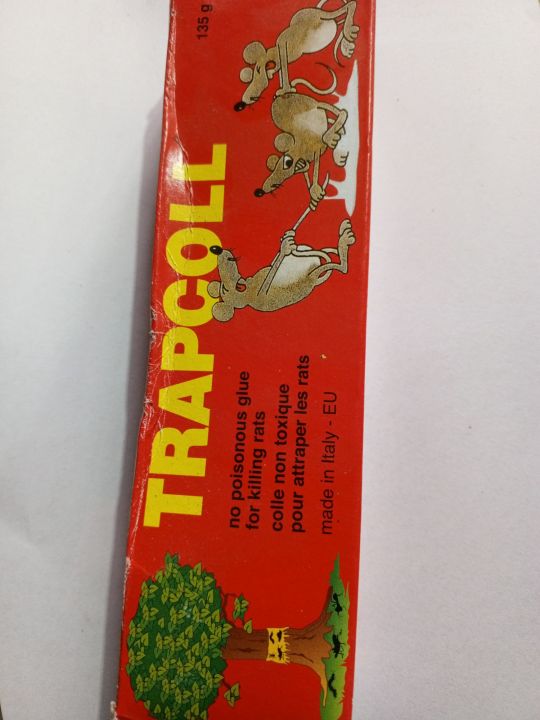 135 g
TRAPCOLL
no poisonous glue
for killing rats
colle non toxique
pour attraper les rats
made in Italy - EU